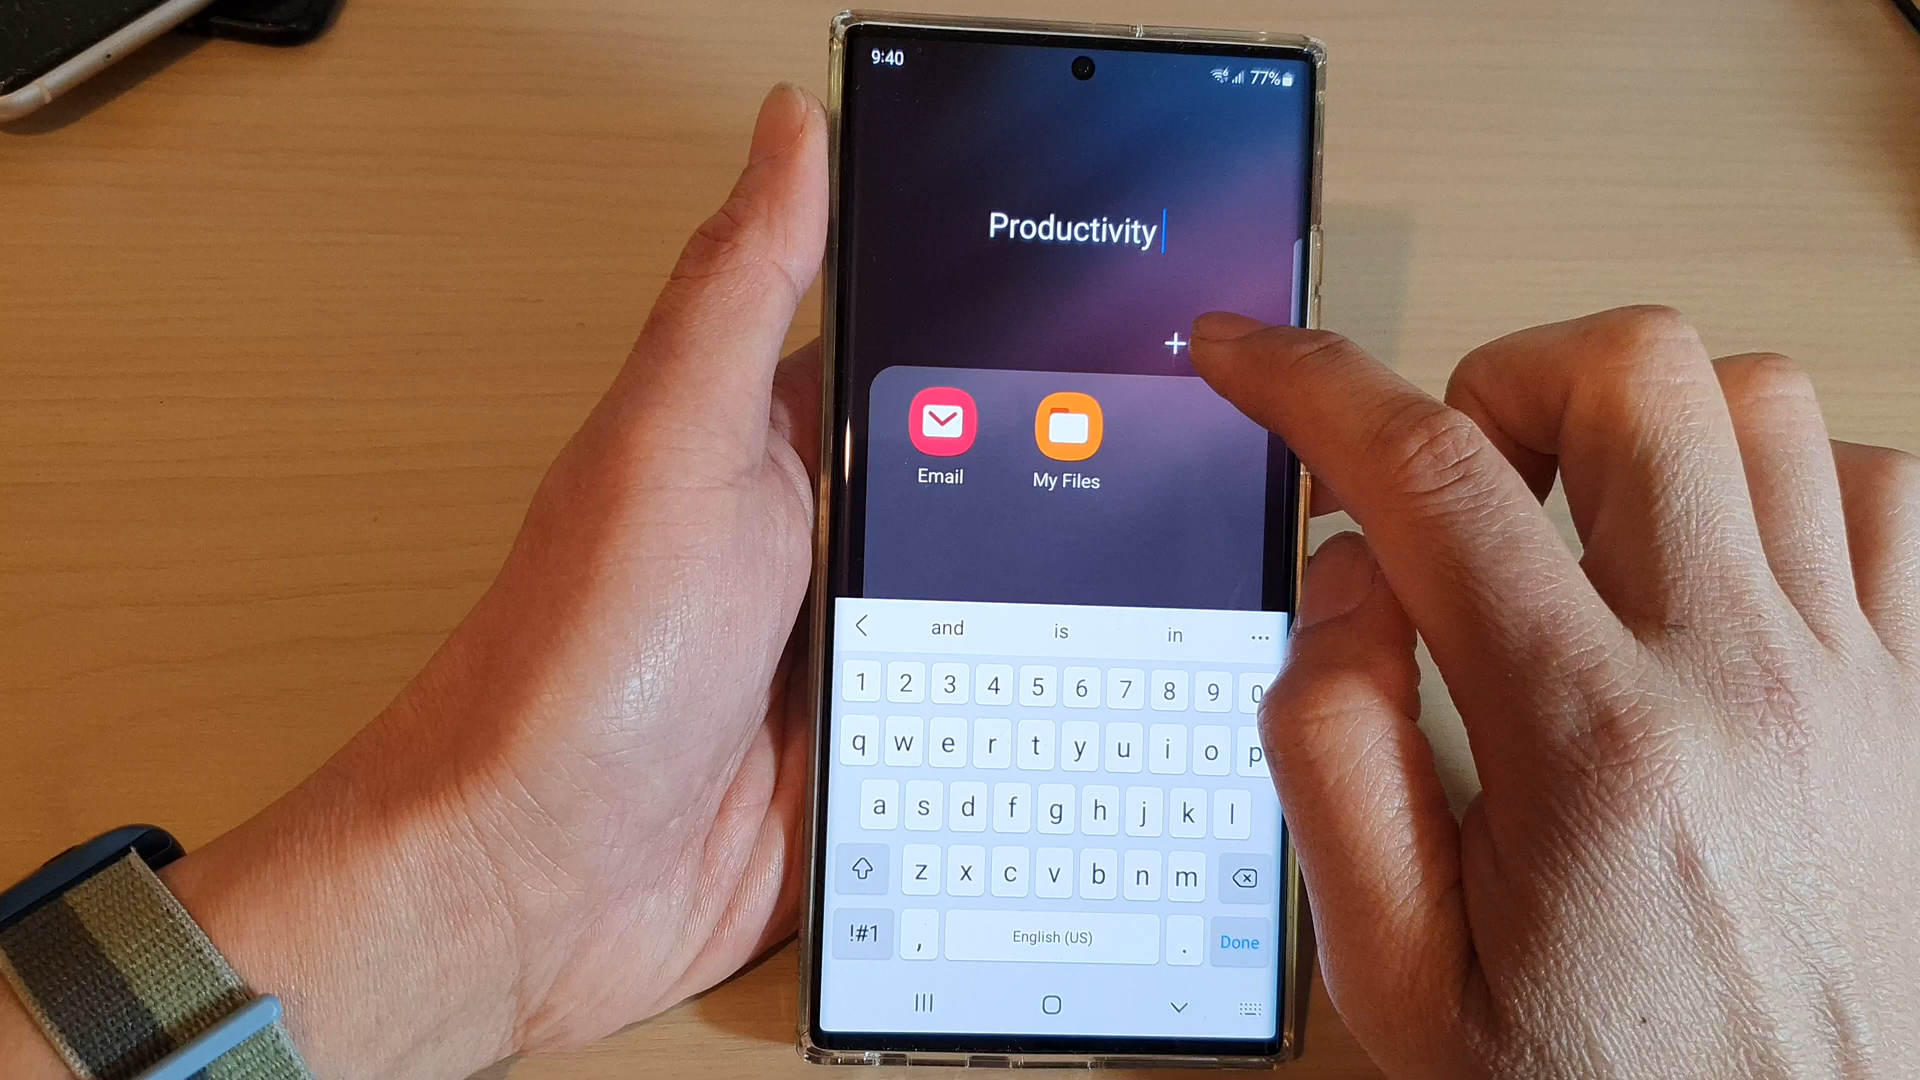 9:40
77%
Productivity
+
Email
My Files
and is in ...
1 2 3 4 5 6 7 8 9 0
q w e r t y u i o p
a s d f g h j k l
z x c v b n m
!#1 , English (US) . Done